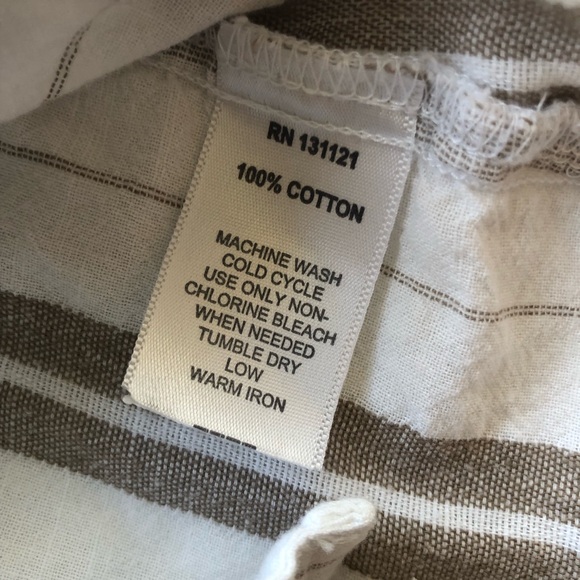 RN 131121
100% COTTON
MACHINE WASH
COLD CYCLE
USE ONLY NON-
CHLORINE BLEACH
WHEN NEEDED
TUMBLE DRY
LOW
WARM IRON